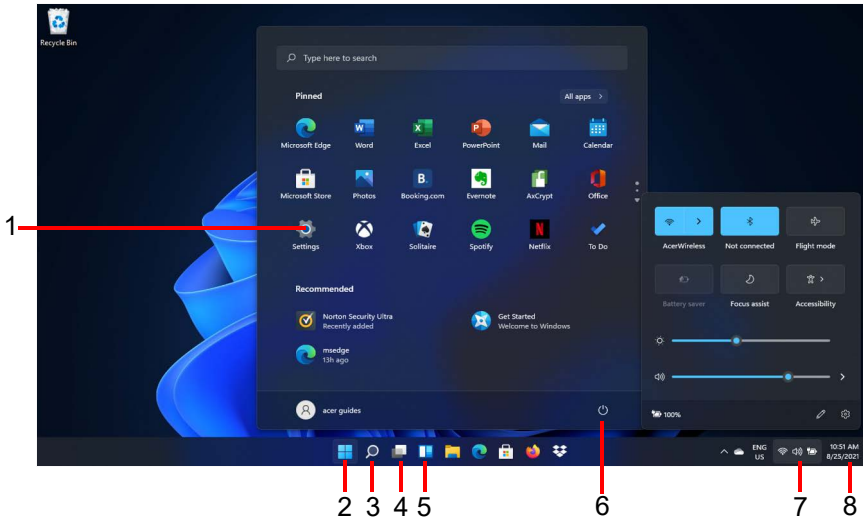 Recycle Bin
Type here to search
Pinned
All apps >
Microsoft Edge Word Excel PowerPoint Mail Calendar
Microsoft Store Photos Booking.com Evernote AxCrypt Office
1
Settings Xbox Solitaire Spotify Netflix To Do
AcerWireless Not connected Flight mode
Recommended
Battery saver Focus assist Accessibility
Norton Security Ultra
Recently added
Get Started
Welcome to Windows
msedge
13h ago
acer guides
100%
ENG
US
10:51 AM
8/25/2021
2 3 4 5 6 7 8